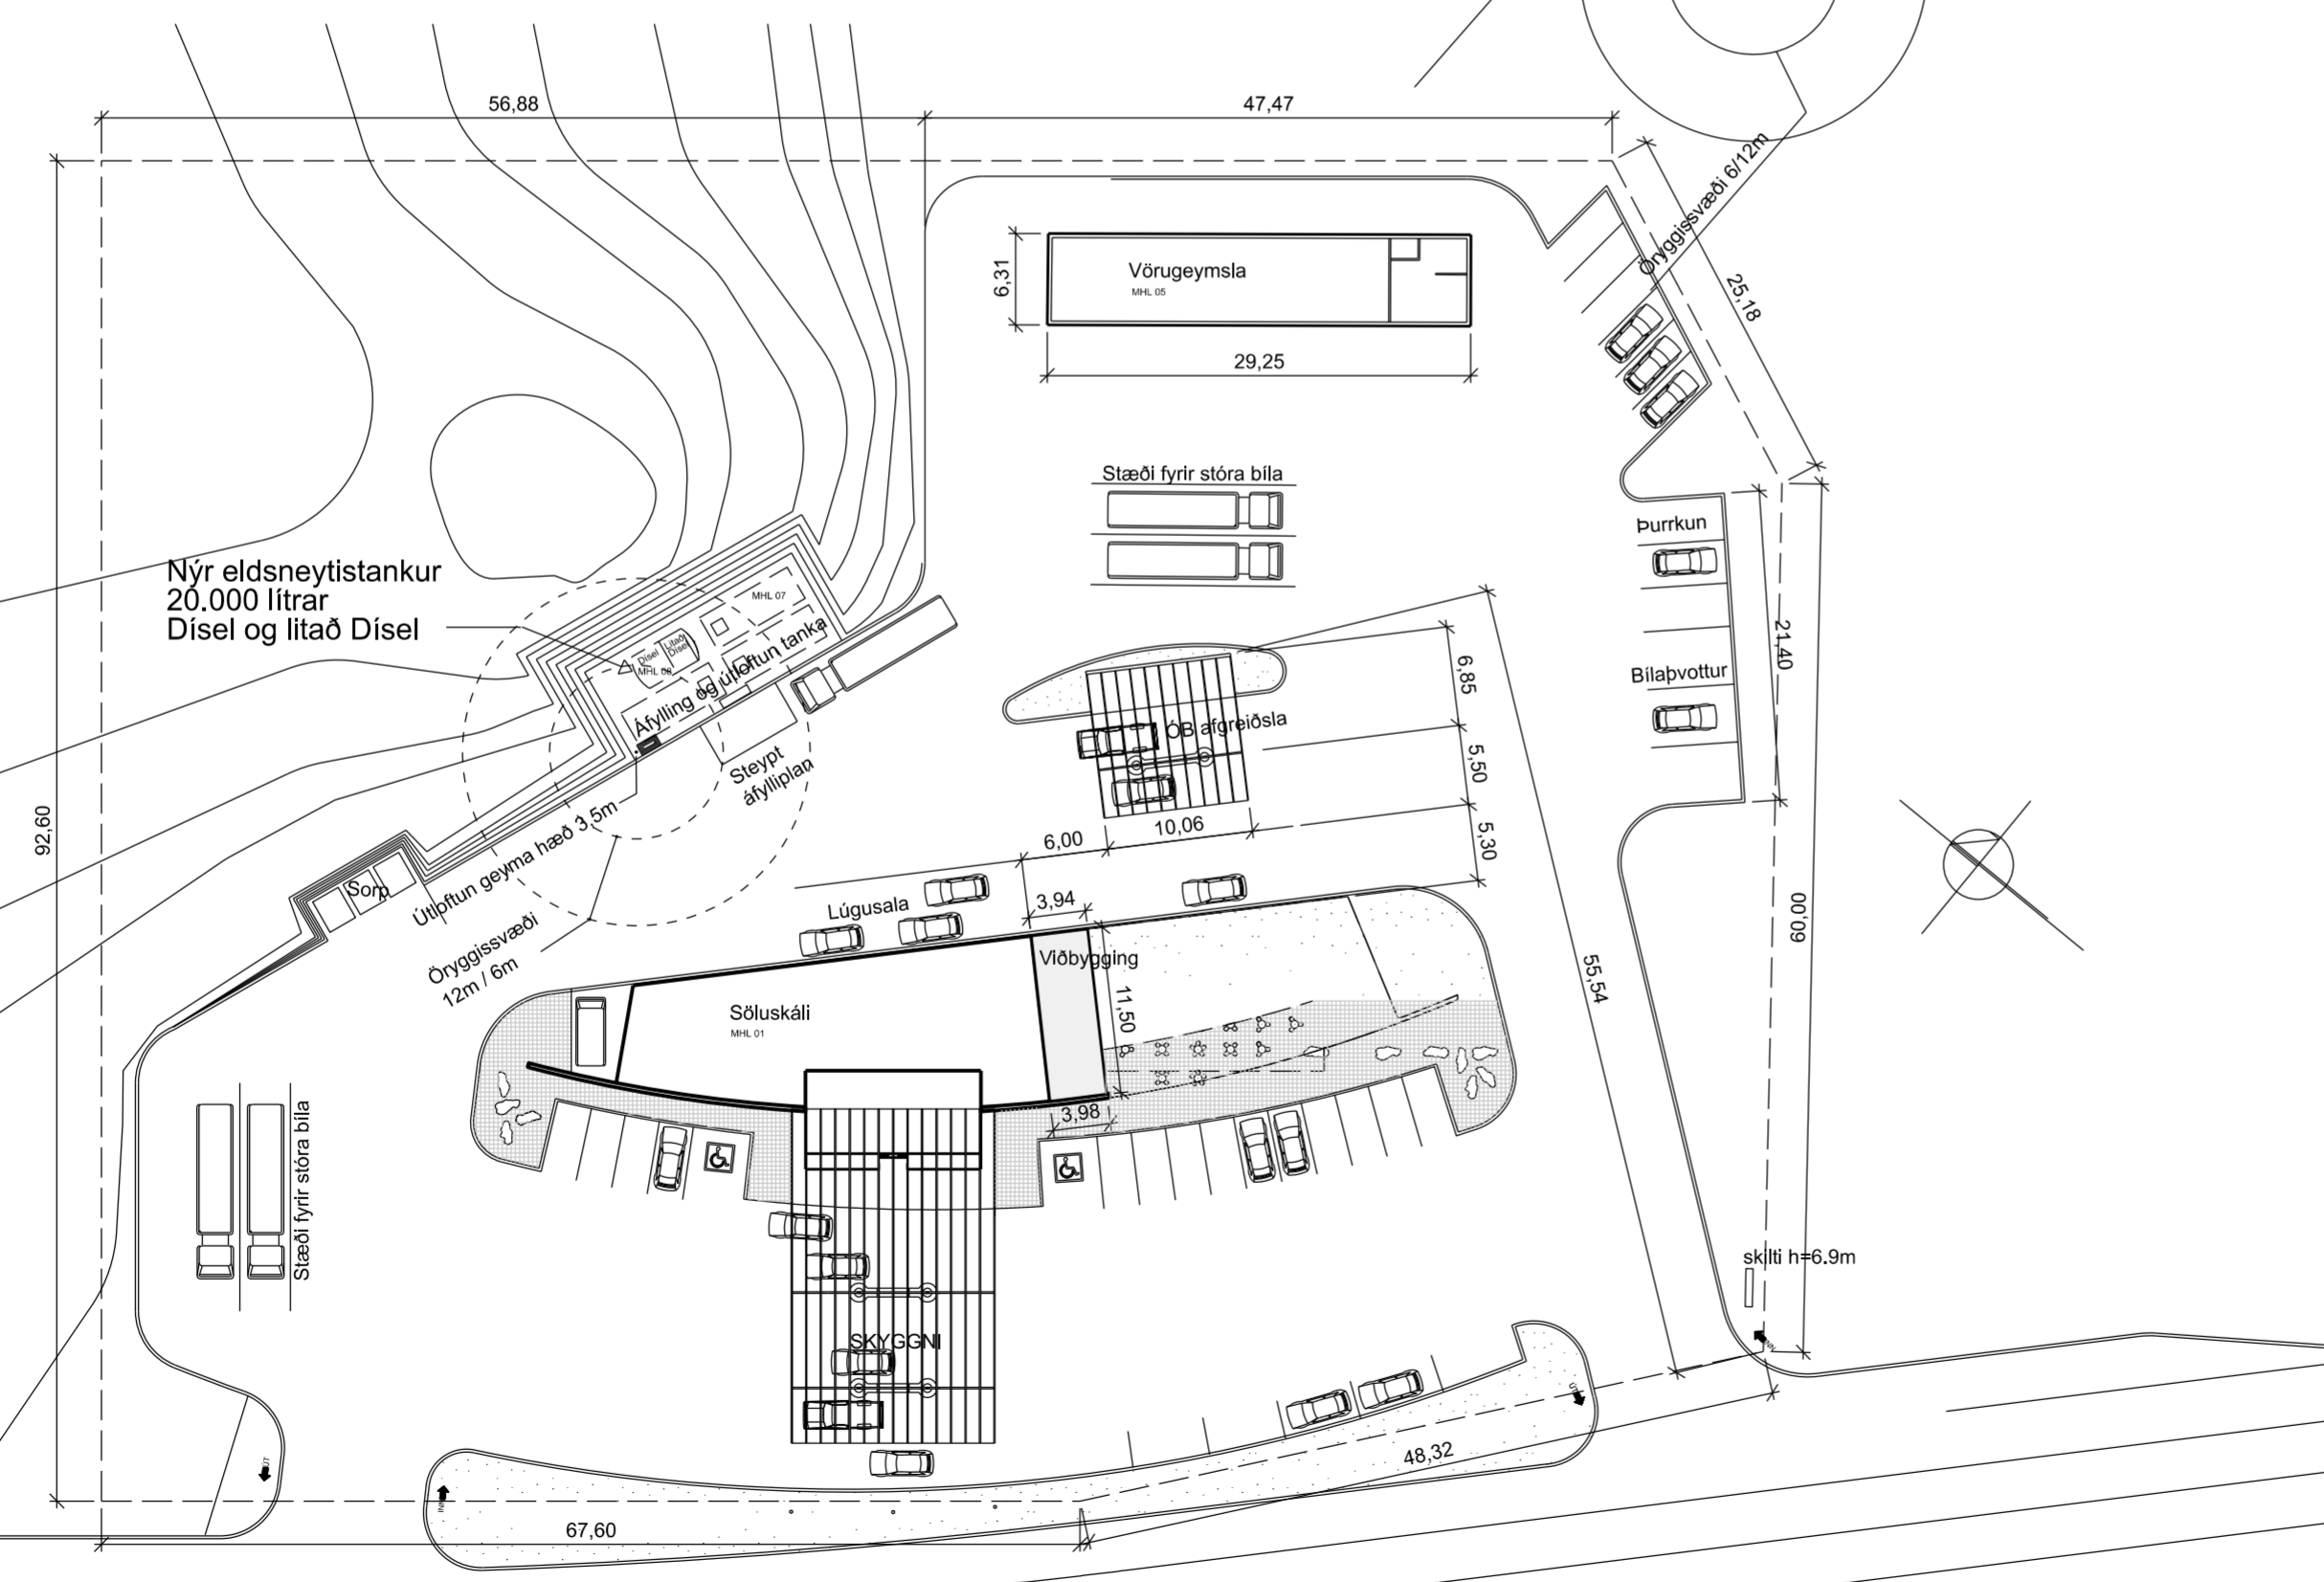 56,88
47,47
Öryggissvæði 6/12m
25,18
Vörugeymsla
MHL 05
6,31
29,25
Stæði fyrir stóra bíla
Þurrkun
Nýr eldsneytistankur
20.000 lítrar
Dísel og litað Dísel
MHL 07
Dísel
Litað
Dísel
MHL 08
Áfylling og útloftun tanka
Steypt
áfylliplan
ÓB afgreiðsla
6,85
5,50
5,30
21,40
Bílaþvottur
92,60
Útloftun geyma hæð 3,5m
Sorp
6,00
10,06
Öryggissvæði
12m / 6m
Lúgusala
3,94
Viðbygging
11,50
Söluskáli
MHL 01
3,98
55,54
60,00
Stæði fyrir stóra bíla
skilti h=6.9m
SKYGGNI
INN
ÚT
ÚT
INN
48,32
67,60